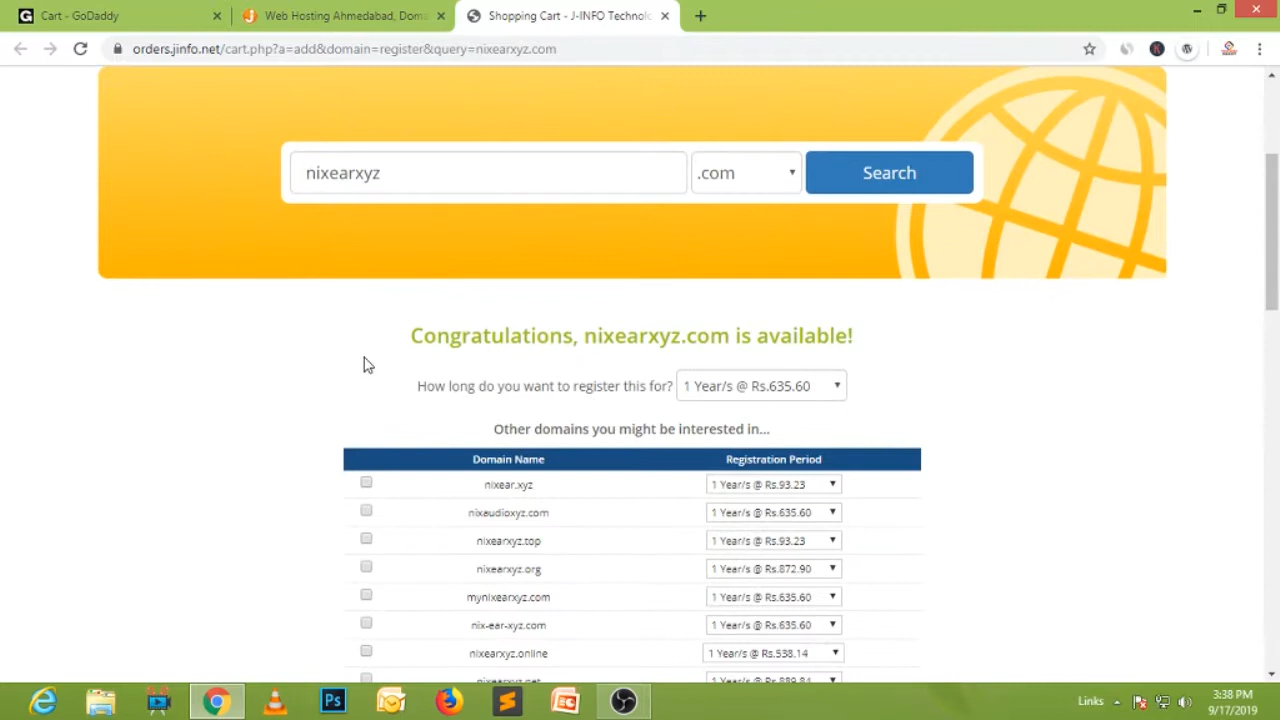 Cart - GoDaddy
Web Hosting Ahmedabad, Doma
Shopping Cart - J-INFO Technolo
orders.jinfo.net/cart.php?a=add&domain=register&query=nixearxyz.com
nixearxyz
.com
Search
Congratulations, nixearxyz.com is available!
How long do you want to register this for? 1 Year/s @ Rs.635.60
Other domains you might be interested in...
Domain Name Registration Period
nixear.xyz 1 Year/s @ Rs.93.23
nixaudioxyz.com 1 Year/s @ Rs.635.60
nixearxyz.top 1 Year/s @ Rs.93.23
nixearxyz.org 1 Year/s @ Rs.872.90
mynixearxyz.com 1 Year/s @ Rs.635.60
nix-ear-xyz.com 1 Year/s @ Rs.635.60
nixearxyz.online 1 Year/s @ Rs.538.14
nixearxyz.net 1 Year/s @ Rs.889.84
Ps
Links
3:38 PM
9/17/2019